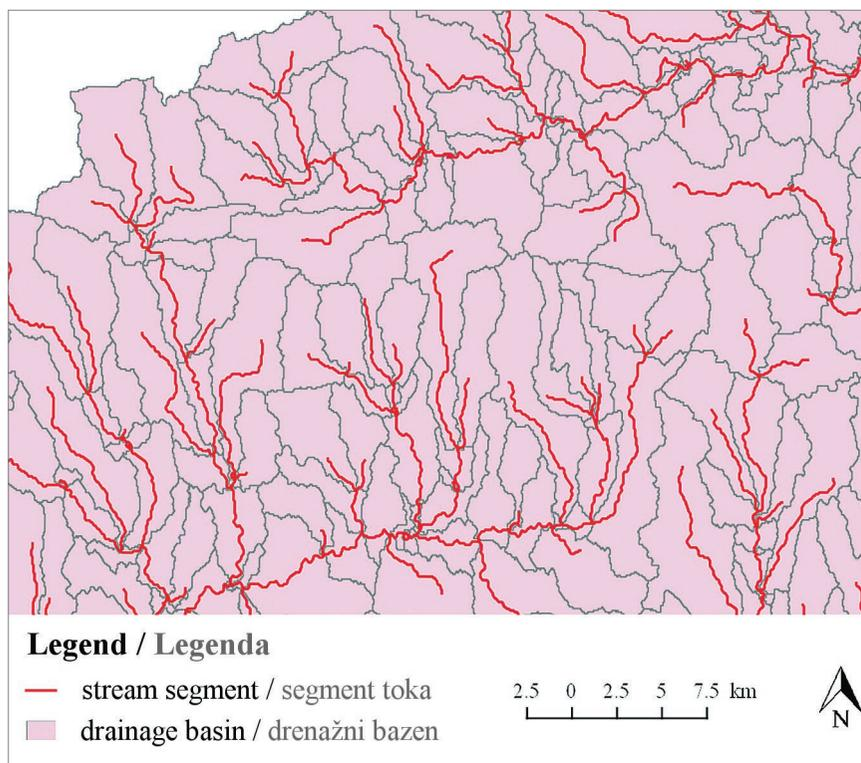 Legend / Legenda
stream segment / segment toka
drainage basin / drenažni bazen
2.5 0 2.5 5 7.5 km
N